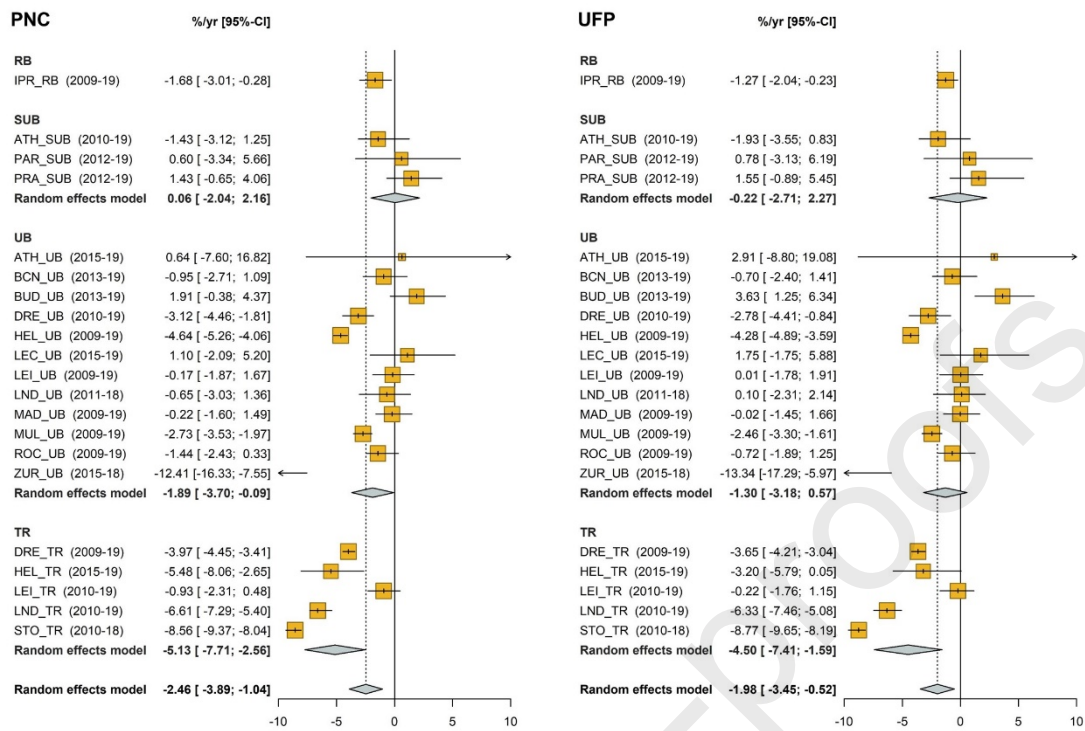 PNC %/yr [95%-CI]
RB
IPR_RB (2009-19) -1.68 [ -3.01; -0.28]
SUB
ATH_SUB (2010-19) -1.43 [ -3.12; 1.25]
PAR_SUB (2012-19) 0.60 [ -3.34; 5.66]
PRA_SUB (2012-19) 1.43 [ -0.65; 4.06]
Random effects model 0.06 [ -2.04; 2.16]
UB
ATH_UB (2015-19) 0.64 [ -7.60; 16.82]
BCN_UB (2013-19) -0.95 [ -2.71; 1.09]
BUD_UB (2013-19) 1.91 [ -0.38; 4.37]
DRE_UB (2010-19) -3.12 [ -4.46; -1.81]
HEL_UB (2009-19) -4.64 [ -5.26; -4.06]
LEC_UB (2015-19) 1.10 [ -2.09; 5.20]
LEI_UB (2009-19) -0.17 [ -1.87; 1.67]
LND_UB (2011-18) -0.65 [ -3.03; 1.36]
MAD_UB (2009-19) -0.22 [ -1.60; 1.49]
MUL_UB (2009-19) -2.73 [ -3.53; -1.97]
ROC_UB (2009-19) -1.44 [ -2.43; 0.33]
ZUR_UB (2015-18) -12.41 [ -16.33; -7.55]
Random effects model -1.89 [ -3.70; -0.09]
TR
DRE_TR (2009-19) -3.97 [ -4.45; -3.41]
HEL_TR (2015-19) -5.48 [ -8.06; -2.65]
LEI_TR (2010-19) -0.93 [ -2.31; 0.48]
LND_TR (2010-19) -6.61 [ -7.29; -5.40]
STO_TR (2010-18) -8.56 [ -9.37; -8.04]
Random effects model -5.13 [ -7.71; -2.56]
Random effects model -2.46 [ -3.89; -1.04]
-10 -5 0 5 10
UFP %/yr [95%-CI]
RB
IPR_RB (2009-19) -1.27 [ -2.04; -0.23]
SUB
ATH_SUB (2010-19) -1.93 [ -3.55; 0.83]
PAR_SUB (2012-19) 0.78 [ -3.13; 6.19]
PRA_SUB (2012-19) 1.55 [ -0.89; 5.45]
Random effects model -0.22 [ -2.71; 2.27]
UB
ATH_UB (2015-19) 2.91 [ -8.80; 19.08]
BCN_UB (2013-19) -0.70 [ -2.40; 1.41]
BUD_UB (2013-19) 3.63 [ 1.25; 6.34]
DRE_UB (2010-19) -2.78 [ -4.41; -0.84]
HEL_UB (2009-19) -4.28 [ -4.89; -3.59]
LEC_UB (2015-19) 1.75 [ -1.75; 5.88]
LEI_UB (2009-19) 0.01 [ -1.78; 1.91]
LND_UB (2011-18) 0.10 [ -2.31; 2.14]
MAD_UB (2009-19) -0.02 [ -1.45; 1.66]
MUL_UB (2009-19) -2.46 [ -3.30; -1.61]
ROC_UB (2009-19) -0.72 [ -1.89; 1.25]
ZUR_UB (2015-18) -13.34 [ -17.29; -5.97]
Random effects model -1.30 [ -3.18; 0.57]
TR
DRE_TR (2009-19) -3.65 [ -4.21; -3.04]
HEL_TR (2015-19) -3.20 [ -5.79; 0.05]
LEI_TR (2010-19) -0.22 [ -1.76; 1.15]
LND_TR (2010-19) -6.33 [ -7.46; -5.08]
STO_TR (2010-18) -8.77 [ -9.65; -8.19]
Random effects model -4.50 [ -7.41; -1.59]
Random effects model -1.98 [ -3.45; -0.52]
-10 -5 0 5 10
-proofs